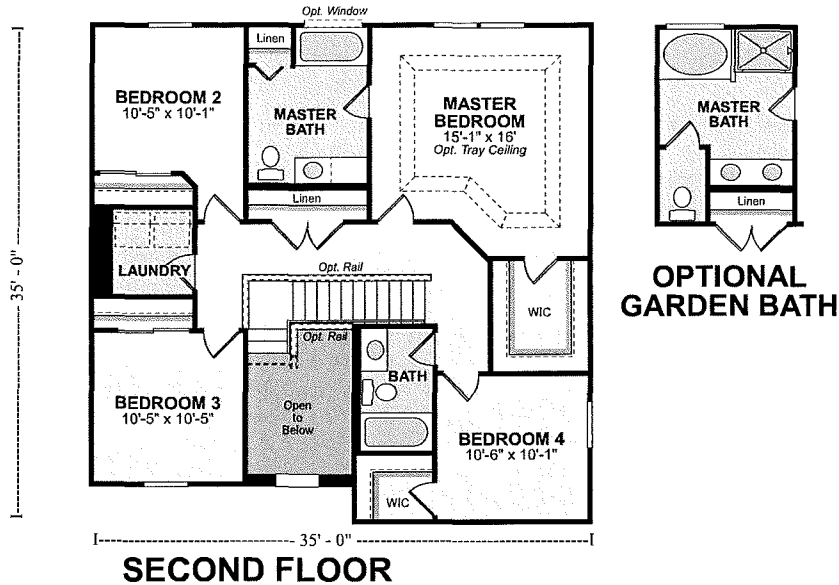 Opt. Window
Linen
BEDROOM 2
10'-5" x 10'-1"
MASTER
BATH
MASTER
BEDROOM
15'-1" x 16'
Opt. Tray Ceiling
Linen
LAUNDRY
Opt. Rail
WIC
Opt. Rail
BATH
BEDROOM 3
10'-5" x 10'-5"
Open
to
Below
BEDROOM 4
10'-6" x 10'-1"
WIC
35' - 0"
35' - 0"
SECOND FLOOR
MASTER
BATH
Linen
OPTIONAL
GARDEN BATH